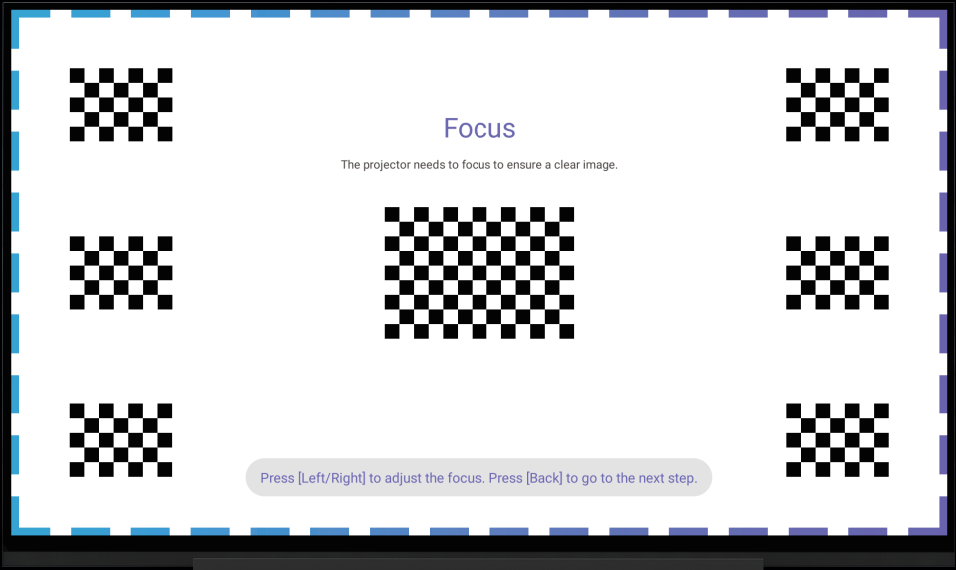 Focus
The projector needs to focus to ensure a clear image.
Press [Left/Right] to adjust the focus. Press [Back] to go to the next step.